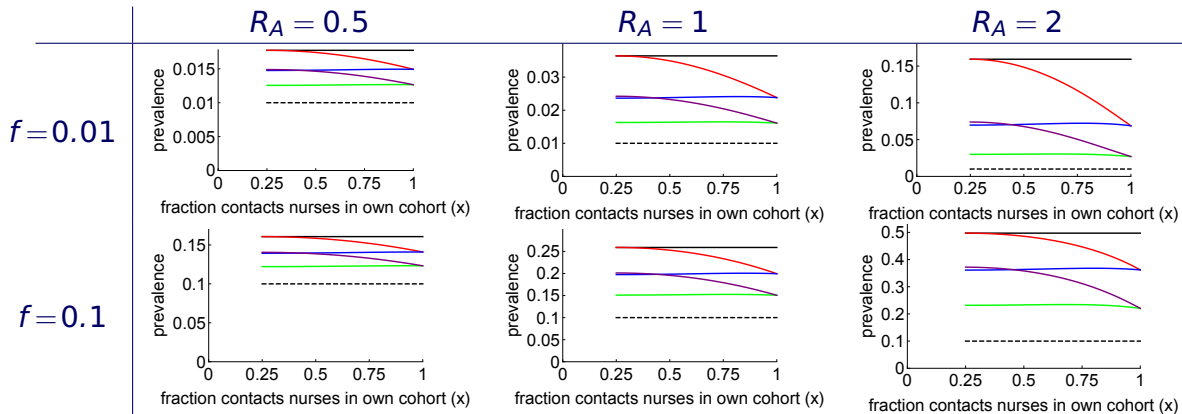 R_A = 0.5
R_A = 1
R_A = 2
f = 0.01
prevalence
0.015
0.01
0.005
0
0 0.25 0.5 0.75 1
fraction contacts nurses in own cohort (x)
prevalence
0.03
0.02
0.01
0
0 0.25 0.5 0.75 1
fraction contacts nurses in own cohort (x)
prevalence
0.15
0.1
0.05
0
0 0.25 0.5 0.75 1
fraction contacts nurses in own cohort (x)
f = 0.1
prevalence
0.15
0.1
0.05
0
0 0.25 0.5 0.75 1
fraction contacts nurses in own cohort (x)
prevalence
0.25
0.2
0.15
0.1
0.05
0
0 0.25 0.5 0.75 1
fraction contacts nurses in own cohort (x)
prevalence
0.5
0.4
0.3
0.2
0.1
0
0 0.25 0.5 0.75 1
fraction contacts nurses in own cohort (x)